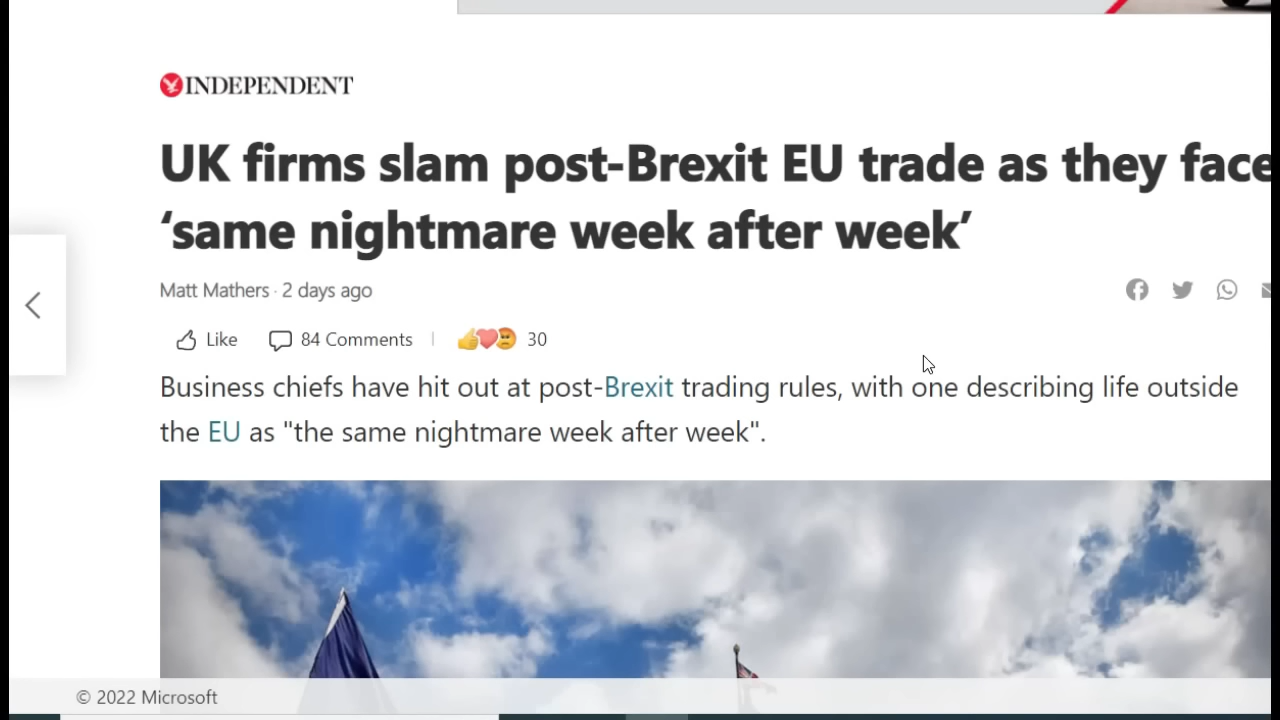 INDEPENDENT
UK firms slam post-Brexit EU trade as they face
‘same nightmare week after week’
Matt Mathers · 2 days ago
Like 84 Comments 30
Business chiefs have hit out at post-Brexit trading rules, with one describing life outside
the EU as "the same nightmare week after week".
© 2022 Microsoft